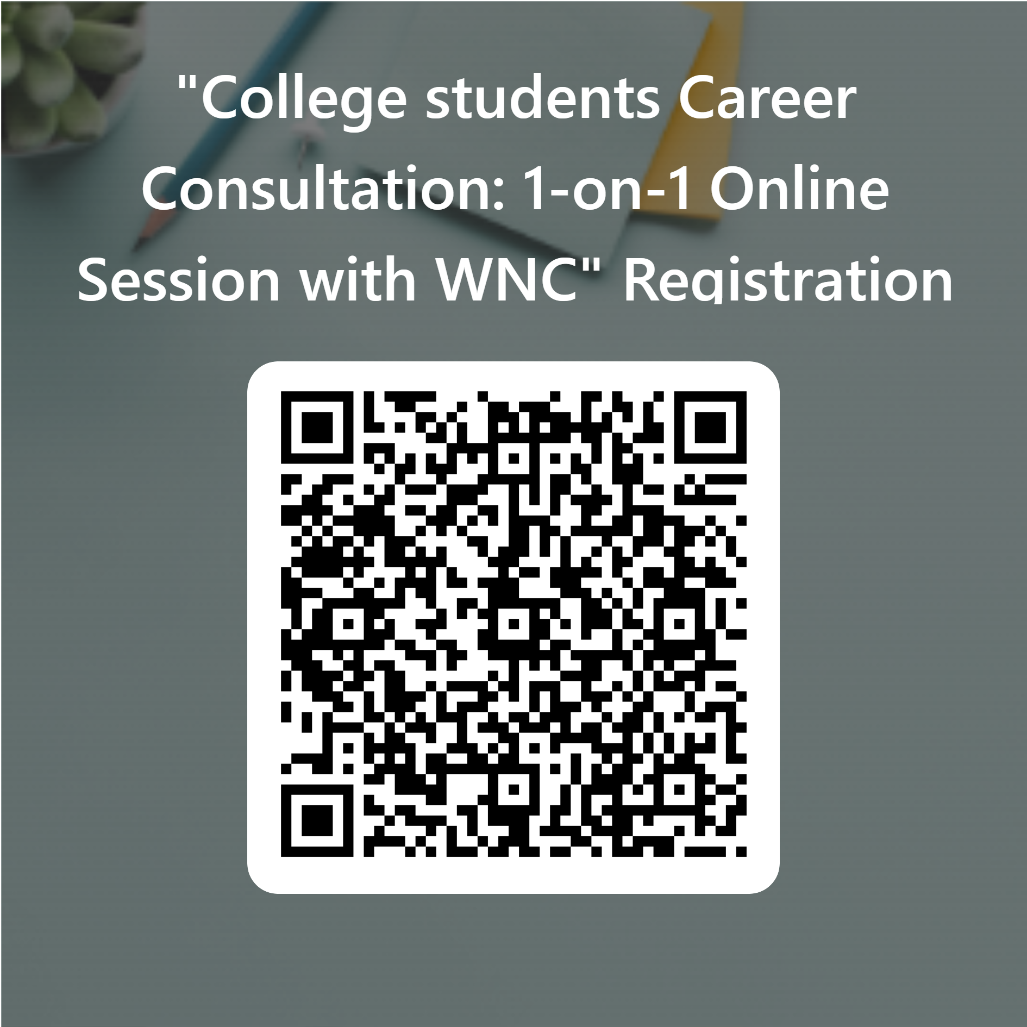 "College students Career
Consultation: 1-on-1 Online
Session with WNC" Registration